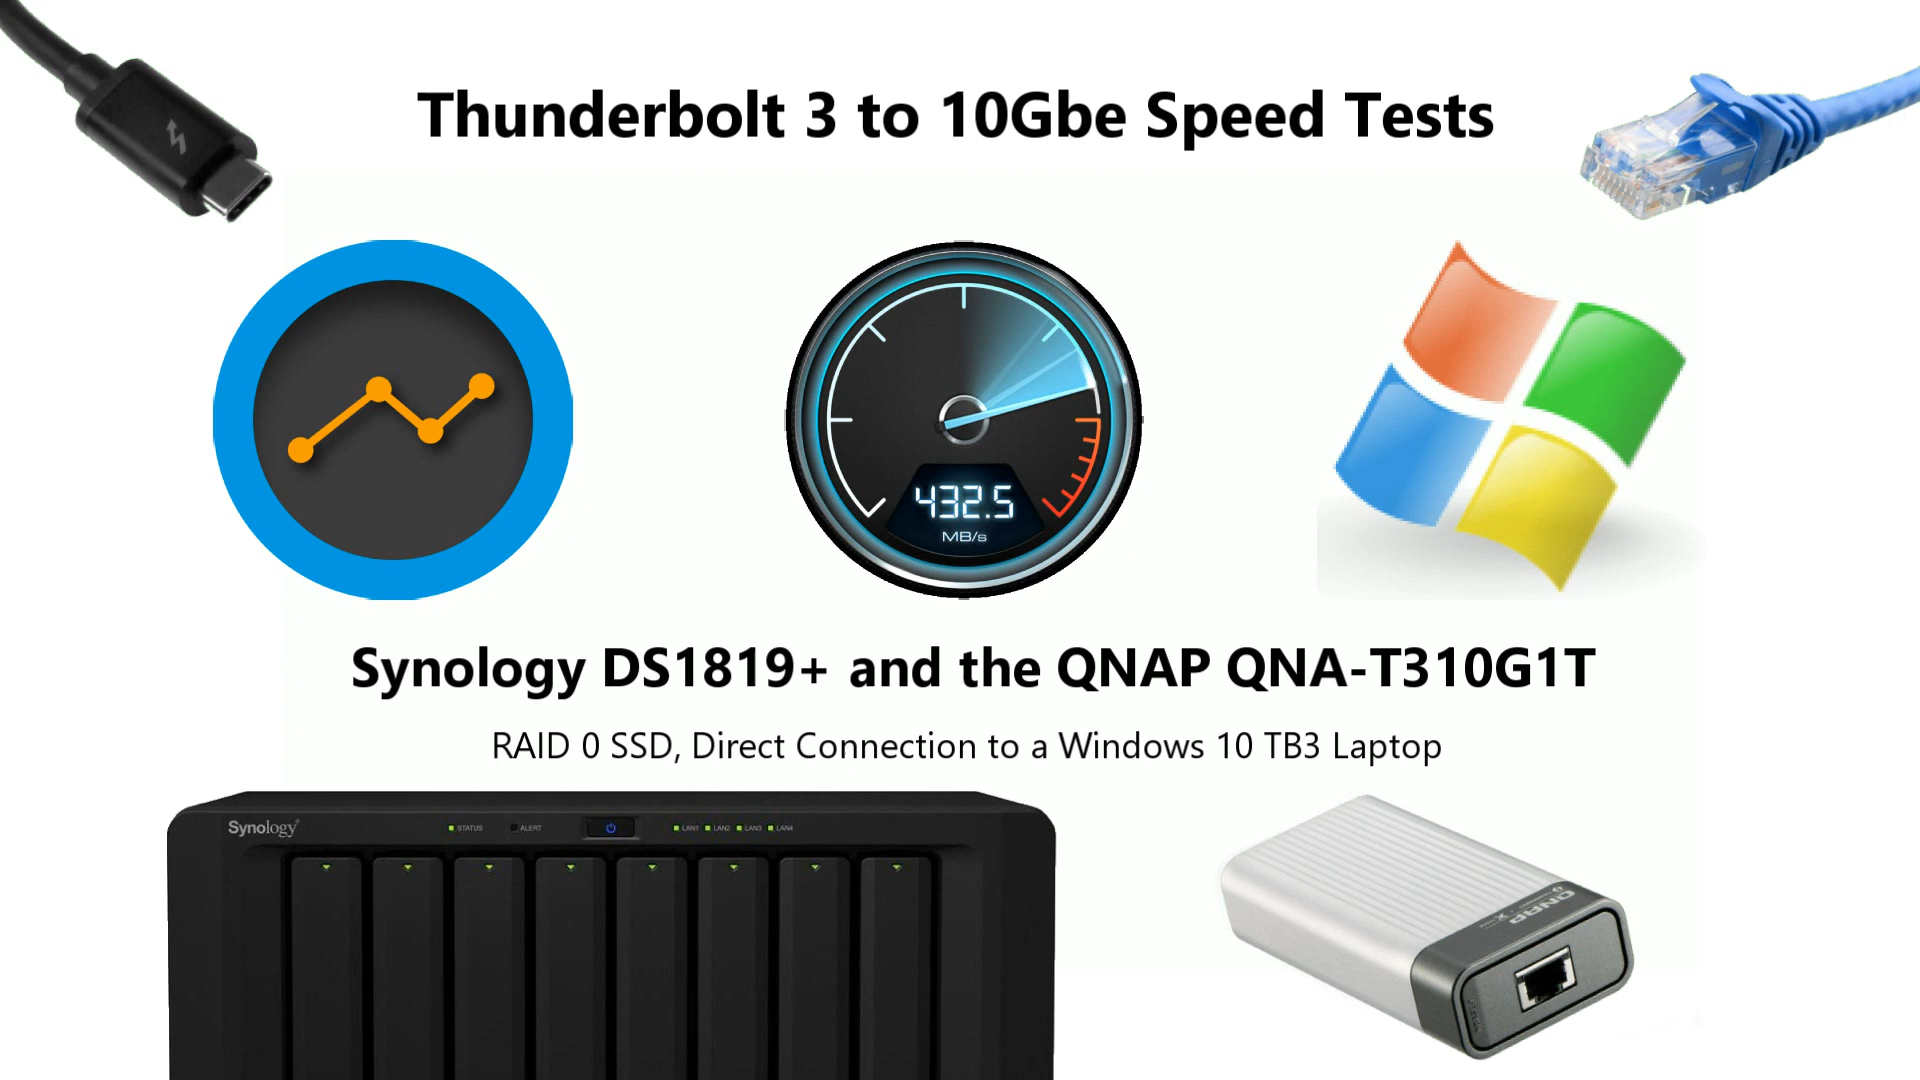 Thunderbolt 3 to 10Gbe Speed Tests
432.5
MB/s
Synology DS1819+ and the QNAP QNA-T310G1T
RAID 0 SSD, Direct Connection to a Windows 10 TB3 Laptop
Synology
STATUS ALERT LAN1 LAN2 LAN3 LAN4
QNAP